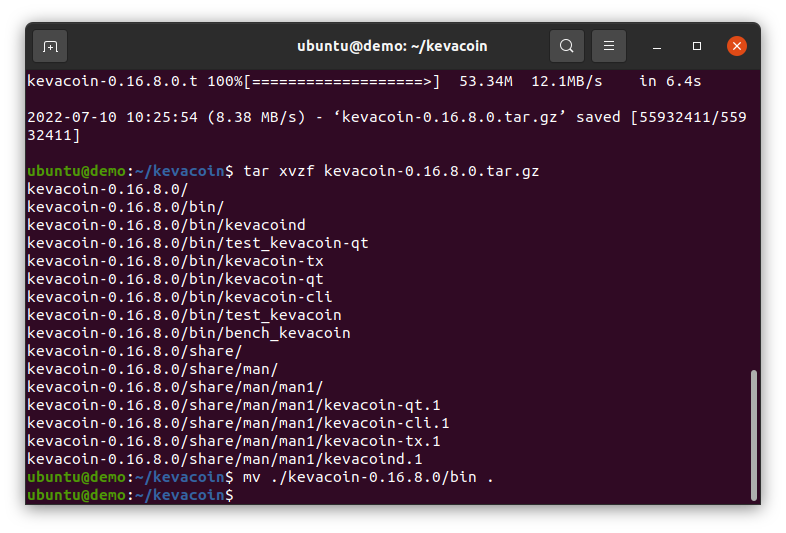 ubuntu@demo: ~/kevacoin
kevacoin-0.16.8.0.t 100%[===================>]  53.34M  12.1MB/s    in 6.4s
2022-07-10 10:25:54 (8.38 MB/s) - ‘kevacoin-0.16.8.0.tar.gz’ saved [55932411/559
32411]
ubuntu@demo:~/kevacoin$ tar xvzf kevacoin-0.16.8.0.tar.gz
kevacoin-0.16.8.0/
kevacoin-0.16.8.0/bin/
kevacoin-0.16.8.0/bin/kevacoind
kevacoin-0.16.8.0/bin/test_kevacoin-qt
kevacoin-0.16.8.0/bin/kevacoin-tx
kevacoin-0.16.8.0/bin/kevacoin-qt
kevacoin-0.16.8.0/bin/kevacoin-cli
kevacoin-0.16.8.0/bin/test_kevacoin
kevacoin-0.16.8.0/bin/bench_kevacoin
kevacoin-0.16.8.0/share/
kevacoin-0.16.8.0/share/man/
kevacoin-0.16.8.0/share/man/man1/
kevacoin-0.16.8.0/share/man/man1/kevacoin-qt.1
kevacoin-0.16.8.0/share/man/man1/kevacoin-cli.1
kevacoin-0.16.8.0/share/man/man1/kevacoin-tx.1
kevacoin-0.16.8.0/share/man/man1/kevacoind.1
ubuntu@demo:~/kevacoin$ mv ./kevacoin-0.16.8.0/bin .
ubuntu@demo:~/kevacoin$